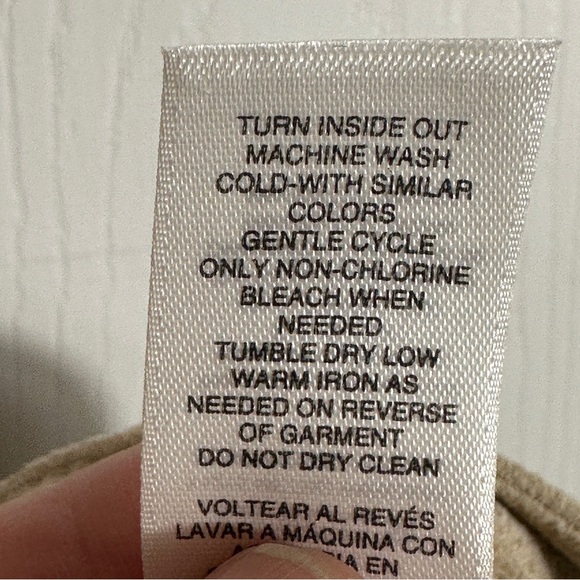 TURN INSIDE OUT
MACHINE WASH
COLD-WITH SIMILAR
COLORS
GENTLE CYCLE
ONLY NON-CHLORINE
BLEACH WHEN
NEEDED
TUMBLE DRY LOW
WARM IRON AS
NEEDED ON REVERSE
OF GARMENT
DO NOT DRY CLEAN
VOLTEAR AL REVÉS
LAVAR A MÁQUINA CON
EN